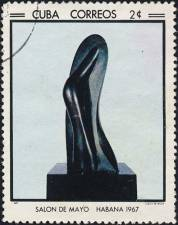 CUBA CORREOS 2¢
SALON DE MAYO HABANA 1967